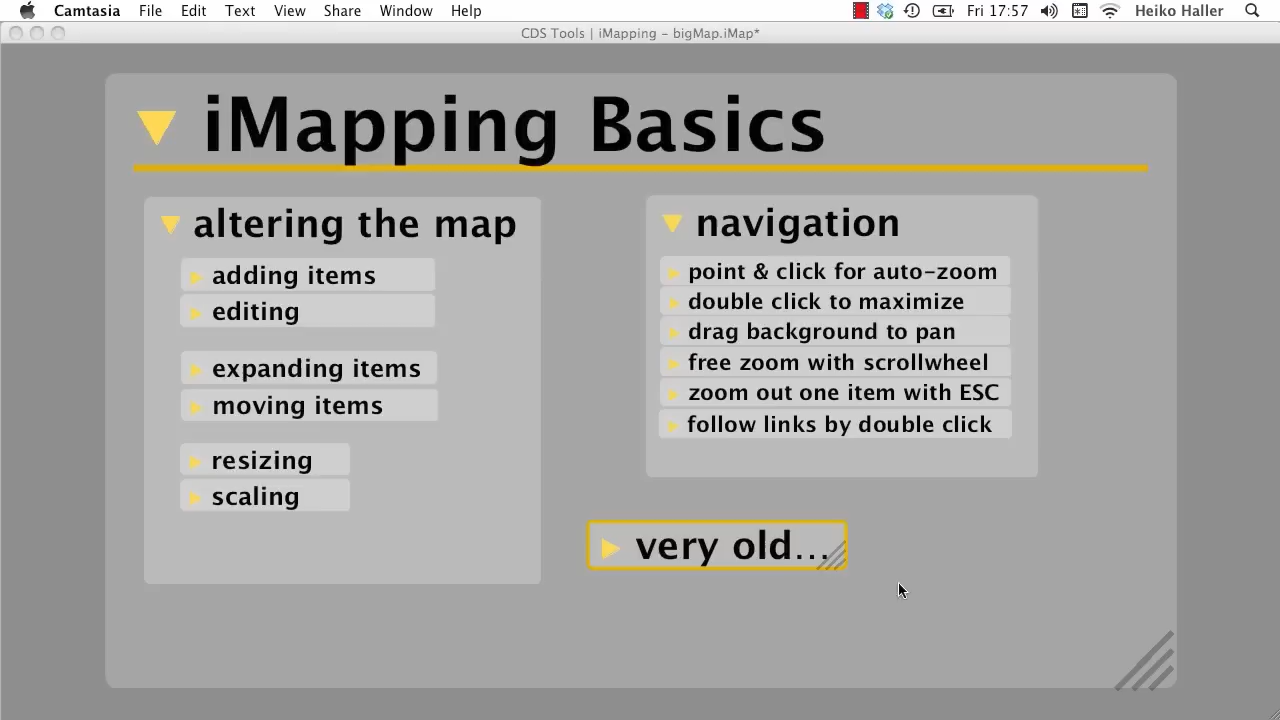 Camtasia File Edit Text View Share Window Help Fri 17:57 Heiko Haller
CDS Tools | iMapping - bigMap.iMap*
iMapping Basics
altering the map
adding items
editing
expanding items
moving items
resizing
scaling
navigation
point & click for auto-zoom
double click to maximize
drag background to pan
free zoom with scrollwheel
zoom out one item with ESC
follow links by double click
very old...